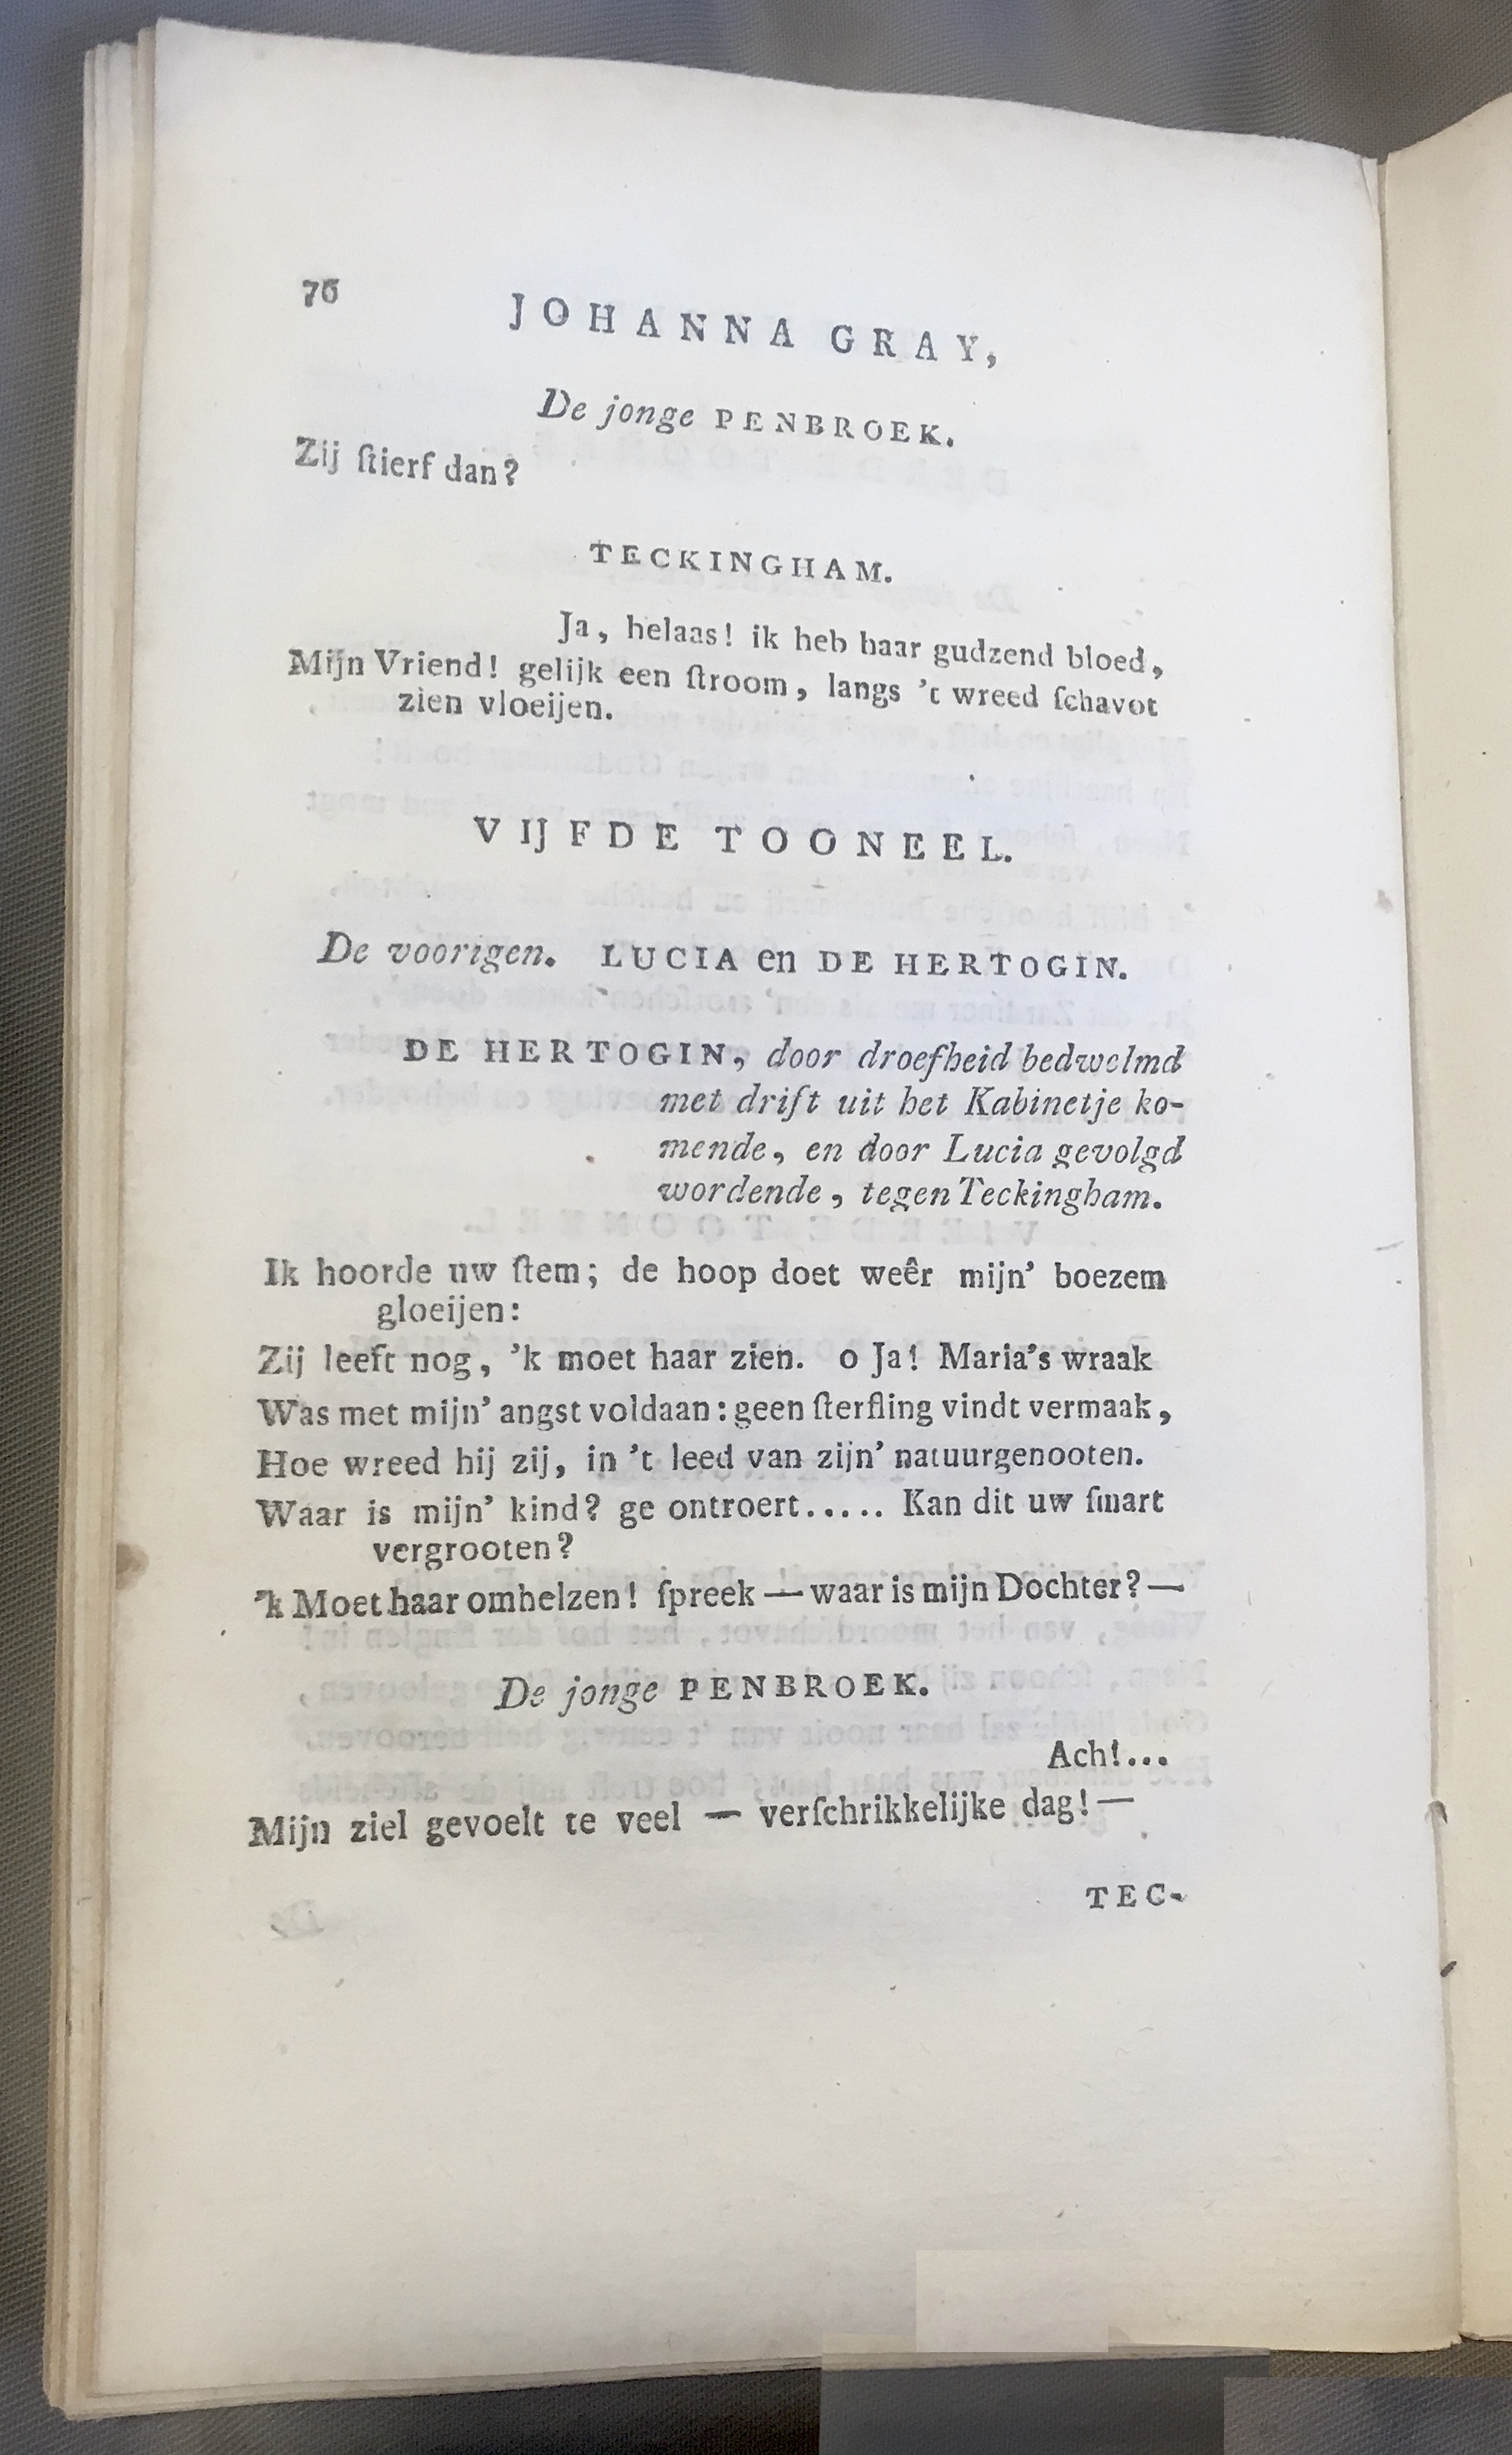 76
JOHANNA GRAY,
De jonge PENBROEK.
Zij ſtierf dan?
TECKINGHAM.
Ja, helaas! ik heb haar gudzend bloed,
Mijn Vriend! gelijk een ſtroom, langs 't wreed ſchavot
zien vloeijen.
VIJFDE TOONEEL.
De voorigen. LUCIA en DE HERTOGIN.
DE HERTOGIN, door droefheid bedwelmd
met drift uit het Kabinetje ko-
mende, en door Lucia gevolgd
wordende, tegen Teckingham.
Ik hoorde uw ſtem; de hoop doet weêr mijn' boezem
gloeijen:
Zij leeft nog, 'k moet haar zien. o Ja! Maria's wraak
Was met mijn' angst voldaan: geen ſterfling vindt vermaak,
Hoe wreed hij zij, in 't leed van zijn' natuurgenooten.
Waar is mijn' kind? ge ontroert..... Kan dit uw ſmart
vergrooten?
'k Moet haar omhelzen! ſpreek — waar is mijn Dochter? —
De jonge PENBROEK.
Ach!...
Mijn ziel gevoelt te veel — verſchrikkelijke dag! —
TEC-